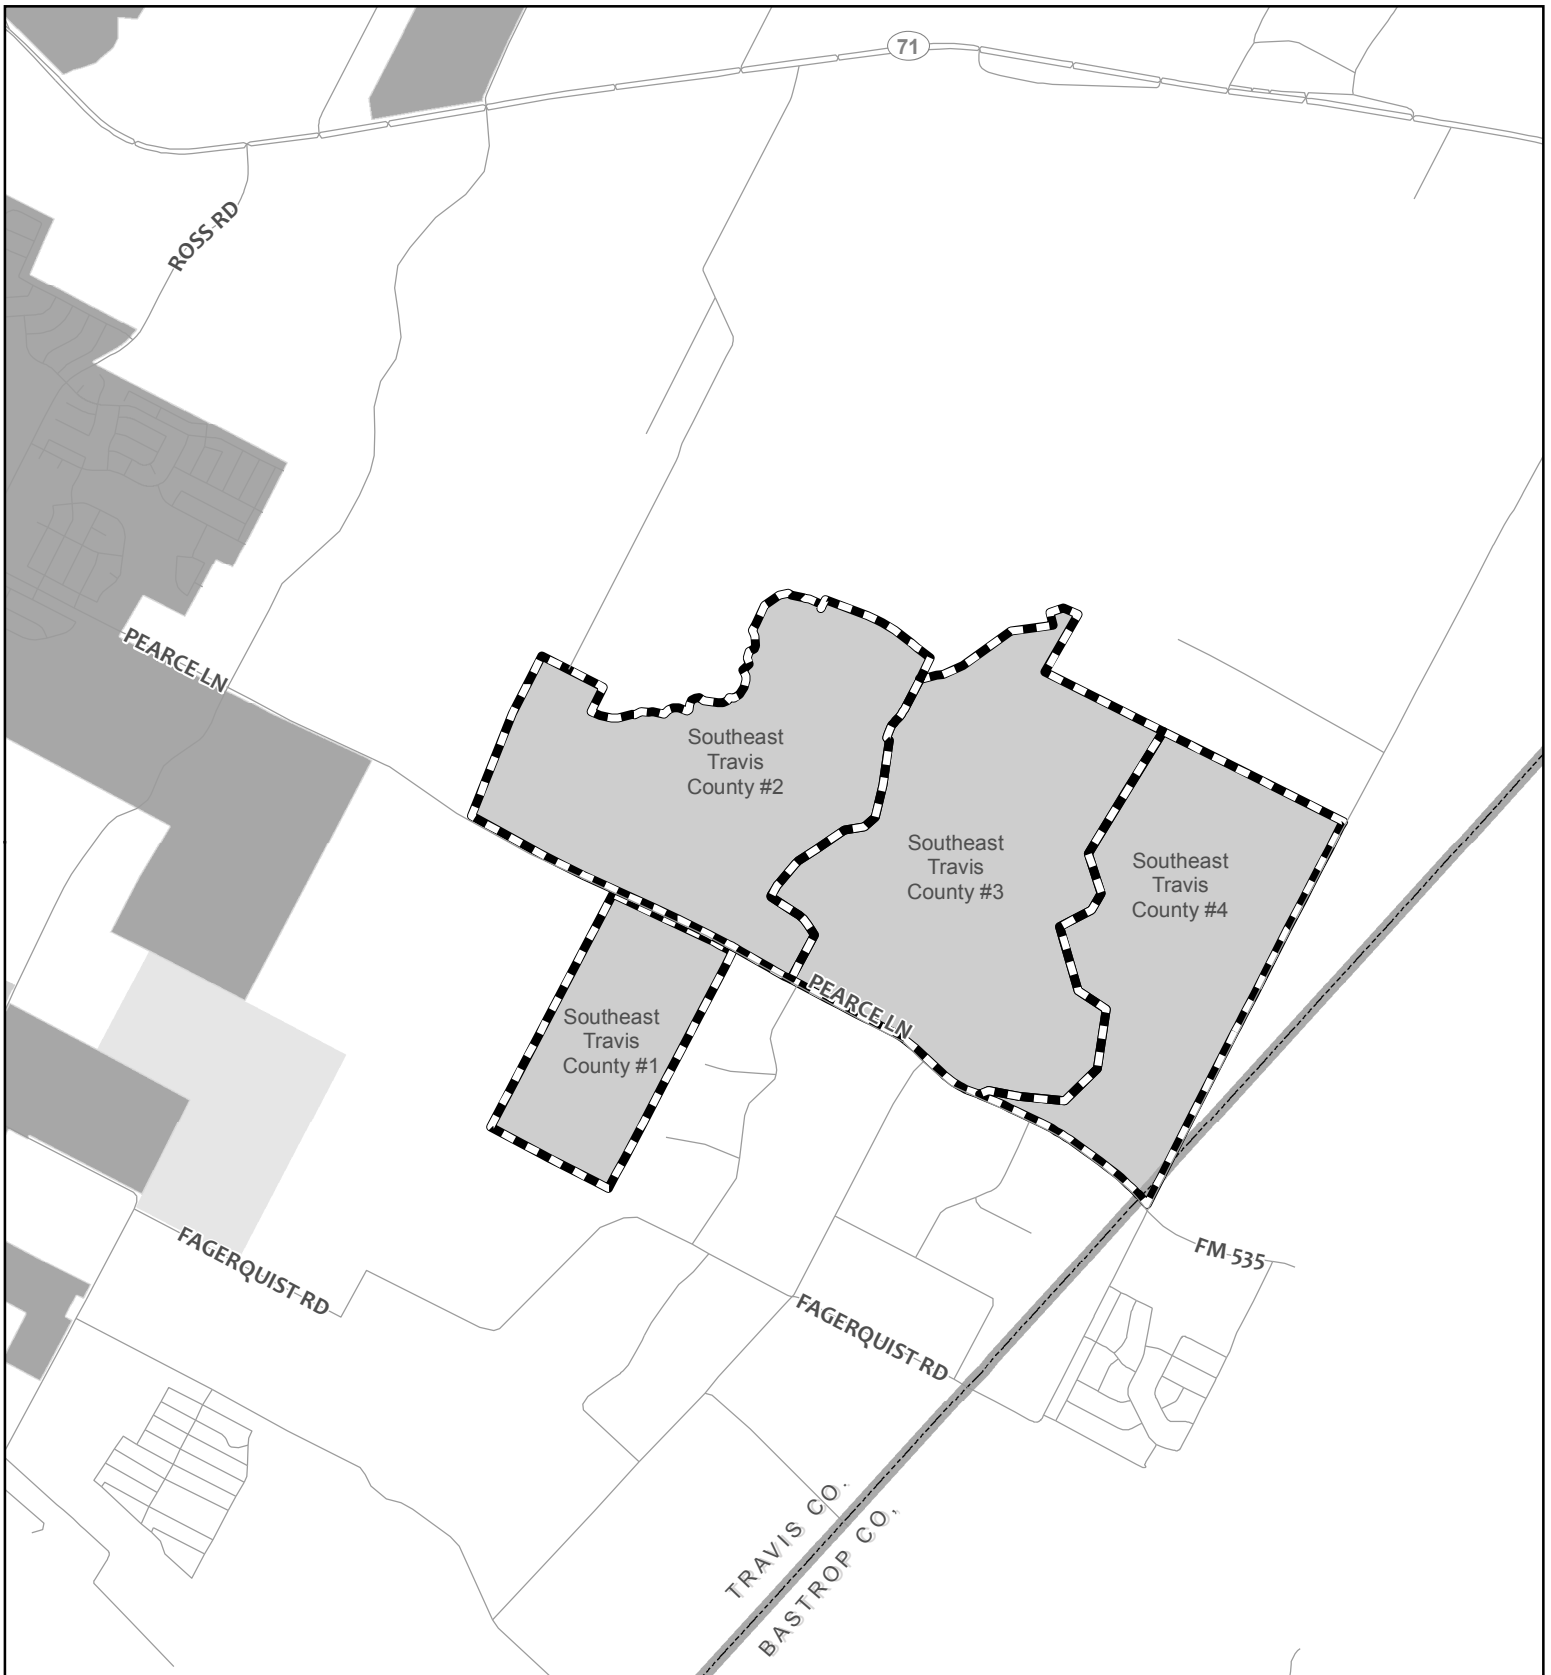 71
ROSS RD
PEARCE LN
Southeast
Travis
County #2
Southeast
Travis
County #3
Southeast
Travis
County #4
PEARCE LN
Southeast
Travis
County #1
FAGERQUIST RD
FM 535
FAGERQUIST RD
TRAVIS CO.
BASTROP CO.